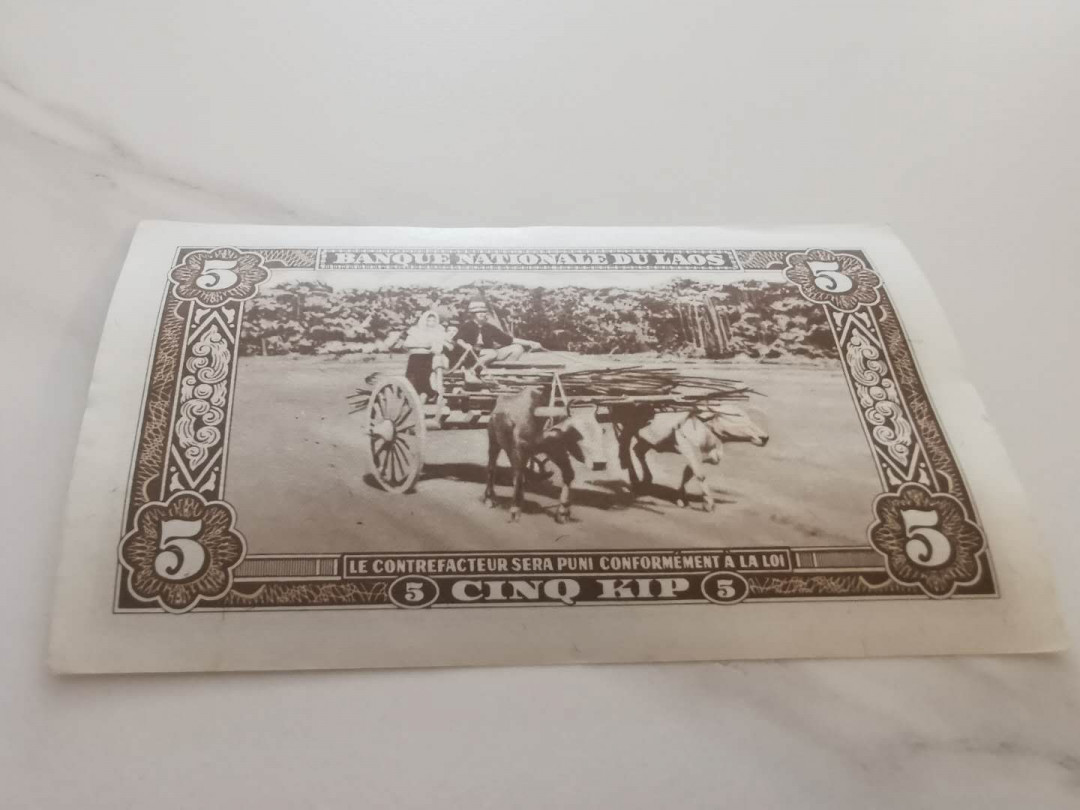 5 BANQUE NATIONALE DU LAOS 5
5 LE CONTREFACTEUR SERA PUNI CONFORMÉMENT À LA LOI 5
5 CINQ KIP 5